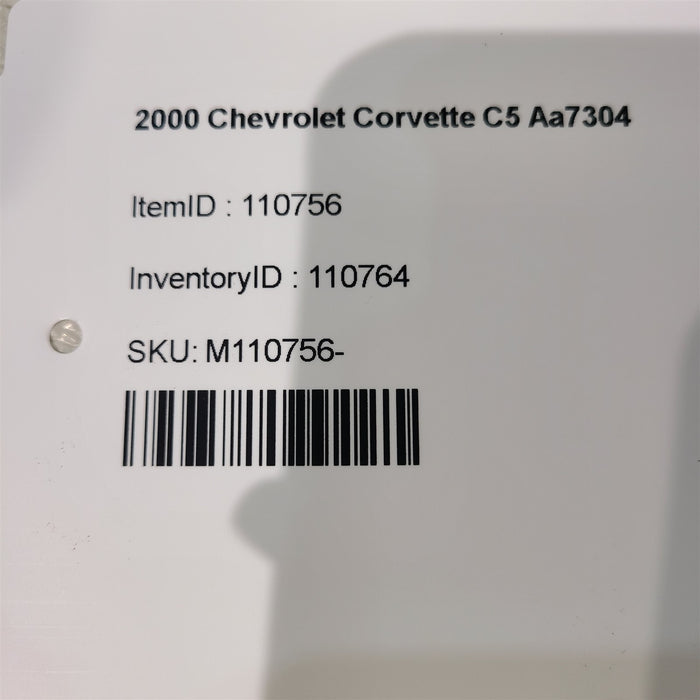 2000 Chevrolet Corvette C5 Aa7304
ItemID : 110756
InventoryID : 110764
SKU: M110756-